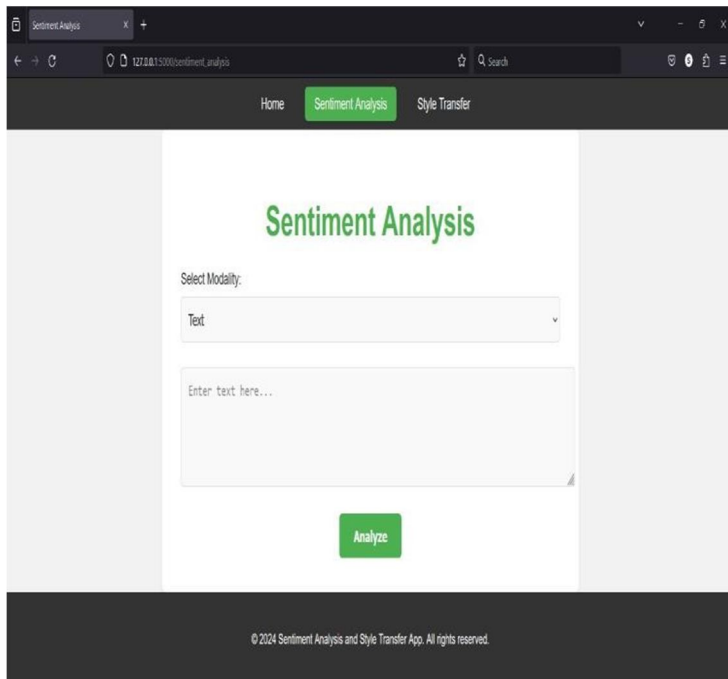 Sentiment Analysis X +
127.0.0.1:5000/sentiment_analysis Search
Home Sentiment Analysis Style Transfer
Sentiment Analysis
Select Modality:
Text
Enter text here...
Analyze
© 2024 Sentiment Analysis and Style Transfer App. All rights reserved.